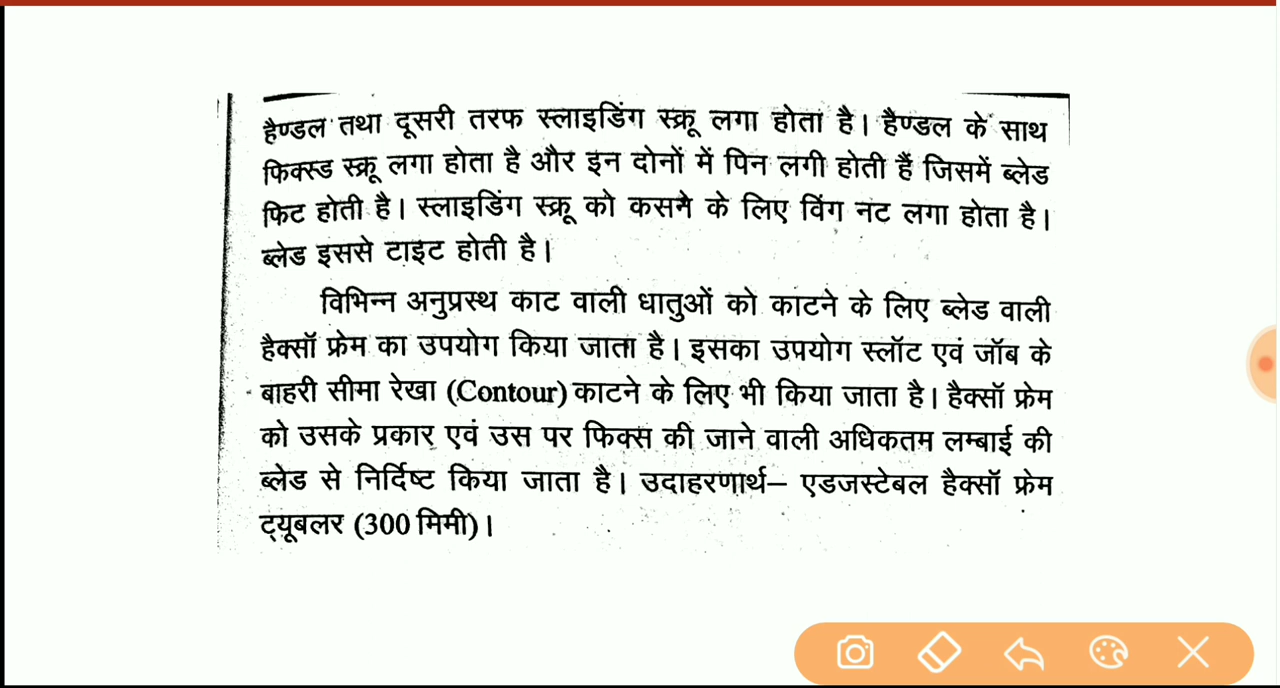 हैण्डल तथा दूसरी तरफ स्लाइडिंग स्क्रू लगा होता है। हैण्डल के साथ
फिक्स्ड स्क्रू लगा होता है और इन दोनों में पिन लगी होती हैं जिसमें ब्लेड
फिट होती है। स्लाइडिंग स्क्रू को कसने के लिए विंग नट लगा होता है।
ब्लेड इससे टाइट होती है।
विभिन्न अनुप्रस्थ काट वाली धातुओं को काटने के लिए ब्लेड वाली
हैक्सॉ फ्रेम का उपयोग किया जाता है। इसका उपयोग स्लॉट एवं जॉब के
बाहरी सीमा रेखा (Contour) काटने के लिए भी किया जाता है। हैक्सॉ फ्रेम
को उसके प्रकार एवं उस पर फिक्स की जाने वाली अधिकतम लम्बाई की
ब्लेड से निर्दिष्ट किया जाता है। उदाहरणार्थ– एडजस्टेबल हैक्सॉ फ्रेम
ट्यूबलर (300 मिमी)।